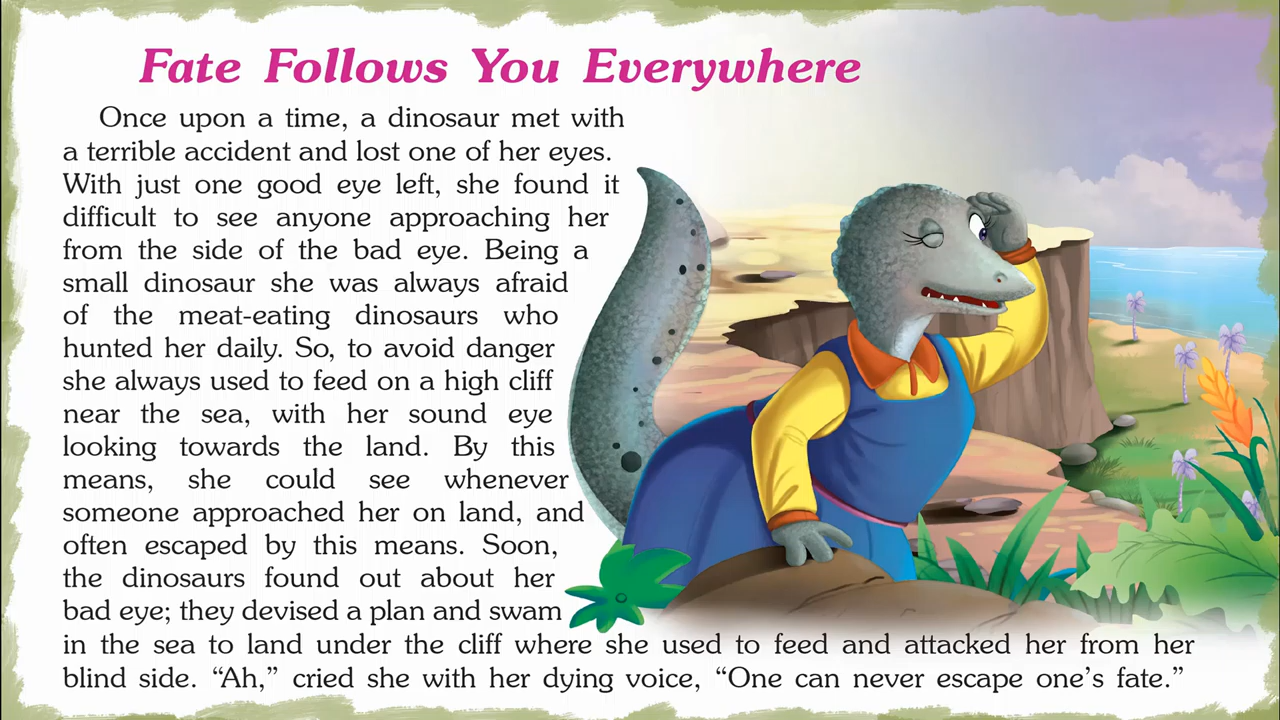 Fate Follows You Everywhere
Once upon a time, a dinosaur met with
a terrible accident and lost one of her eyes.
With just one good eye left, she found it
difficult to see anyone approaching her
from the side of the bad eye. Being a
small dinosaur she was always afraid
of the meat-eating dinosaurs who
hunted her daily. So, to avoid danger
she always used to feed on a high cliff
near the sea, with her sound eye
looking towards the land. By this
means, she could see whenever
someone approached her on land, and
often escaped by this means. Soon,
the dinosaurs found out about her
bad eye; they devised a plan and swam
in the sea to land under the cliff where she used to feed and attacked her from her
blind side. “Ah,” cried she with her dying voice, “One can never escape one’s fate.”